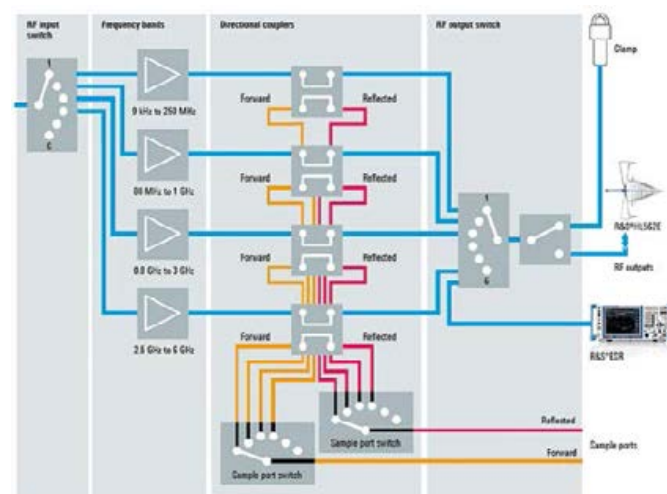 RF input
switch
Frequency bands
Directional couplers
RF output switch
1
6
Clamp
Forward
Reflected
9 kHz to 250 MHz
Forward
Reflected
80 MHz to 1 GHz
1
R&S®HL562E
Forward
Reflected
0.8 GHz to 3 GHz
6
RF outputs
Forward
Reflected
2.5 GHz to 6 GHz
R&S®ESR
Reflected
Sample port switch
Sample ports
Forward
Sample port switch